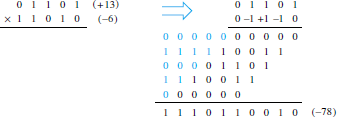 0 1 1 0 1 (+13)
× 1 1 0 1 0 (−6)
0 1 1 0 1
0 −1 +1 −1 0
0 0 0 0 0 0 0 0 0 0
1 1 1 1 1 0 0 1 1
0 0 0 0 1 1 0 1
1 1 1 0 0 1 1
0 0 0 0 0 0
1 1 1 0 1 1 0 0 1 0 (−78)